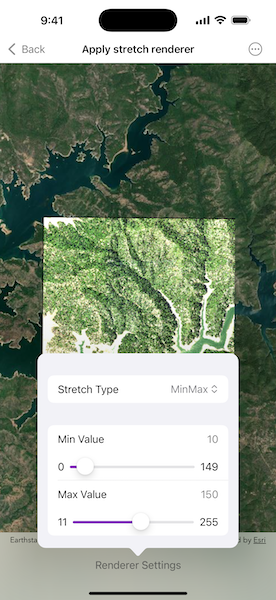 9:41
Back Apply stretch renderer
Stretch Type MinMax
Min Value 10
0 149
Max Value 150
11 255
Earthsta d by Esri
Renderer Settings